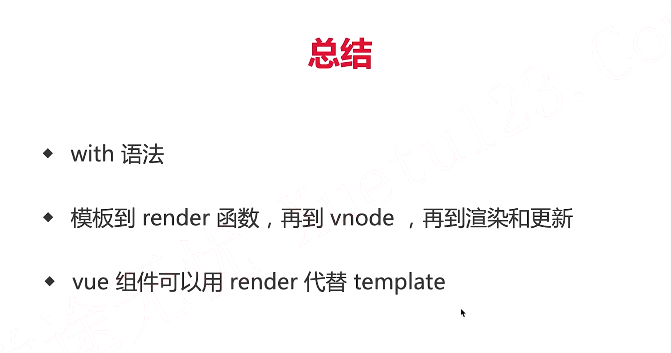 总结
with 语法
模板到 render 函数，再到 vnode ，再到渲染和更新
vue 组件可以用 render 代替 template